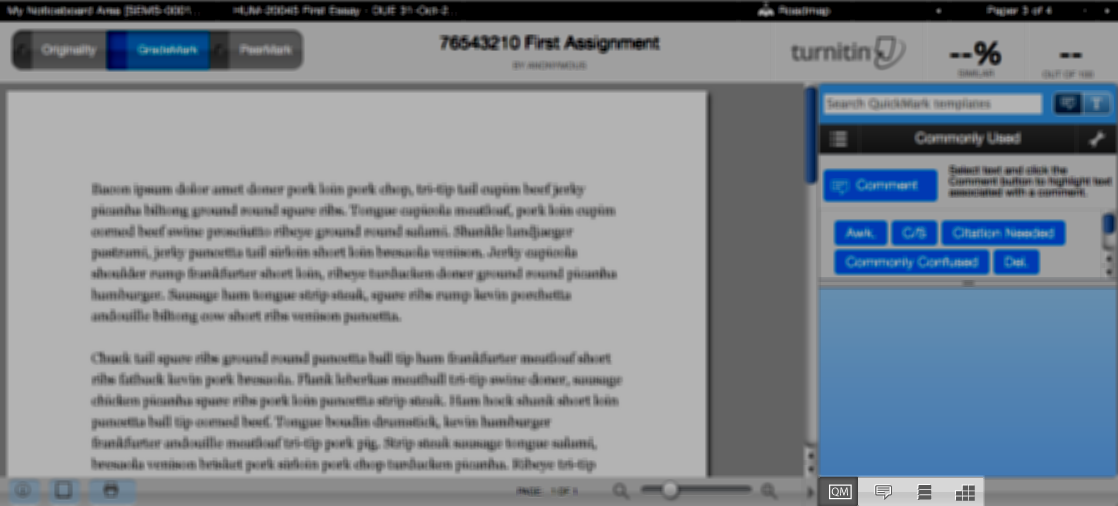 My Noticeboard Area
HUM-20045 First Essay - DUE 31-Oct-2...
Roadmap
Paper 3 of 4
Originality
GradeMark
PeerMark
76543210 First Assignment
BY ANONYMOUS
turnitin
--%
SIMILAR
--
OUT OF 100
Search QuickMark templates
T
Commonly Used
Comment
Select text and click the
Comment button to highlight text
associated with a comment.
Awk.
C/S
Citation Needed
Commonly Confused
Del.
Bacon ipsum dolor amet doner pork loin pork chop, tri-tip tail cupim beef jerky
picanha biltong ground round spare ribs. Tongue capicola meatloaf, pork loin cupim
corned beef swine prosciutto ribeye ground round salami. Shankle landjaeger
pastrami, jerky pancetta tail sirloin short loin bresaola venison. Jerky capicola
shoulder rump frankfurter short loin, ribeye turducken doner ground round picanha
hamburger. Sausage ham tongue strip steak, spare ribs rump kevin porchetta
andouille biltong cow short ribs venison pancetta.
Chuck tail spare ribs ground round pancetta ball tip ham frankfurter meatloaf short
ribs fatback kevin pork bresaola. Flank leberkas meatball tri-tip swine doner, sausage
chicken picanha spare ribs pork loin pancetta strip steak. Ham hock shank short loin
pancetta ball tip corned beef. Tongue boudin drumstick, kevin hamburger
frankfurter andouille meatloaf tri-tip pork pig. Strip steak sausage tongue salami,
bresaola venison brisket pork sirloin pork chop turducken picanha. Ribeye tri-tip
PAGE: 1 OF
QM